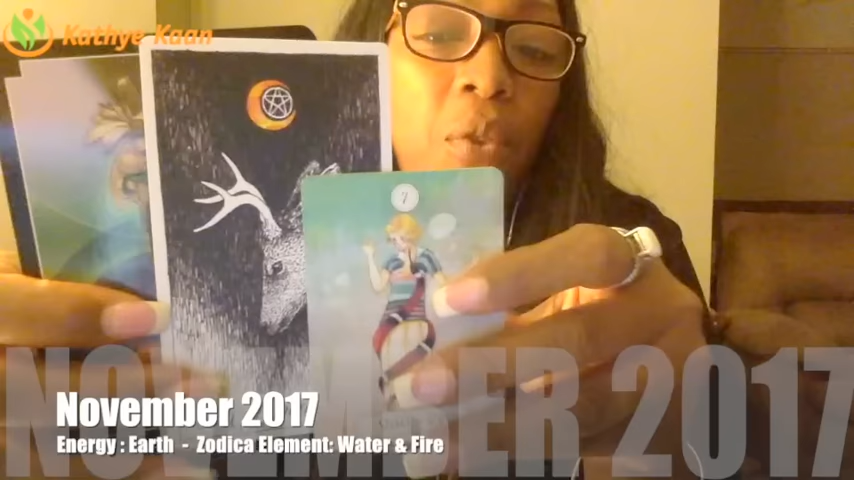 Kathye Kaan
7
NOVEMBER 2017
November 2017
Energy : Earth - Zodica Element: Water & Fire